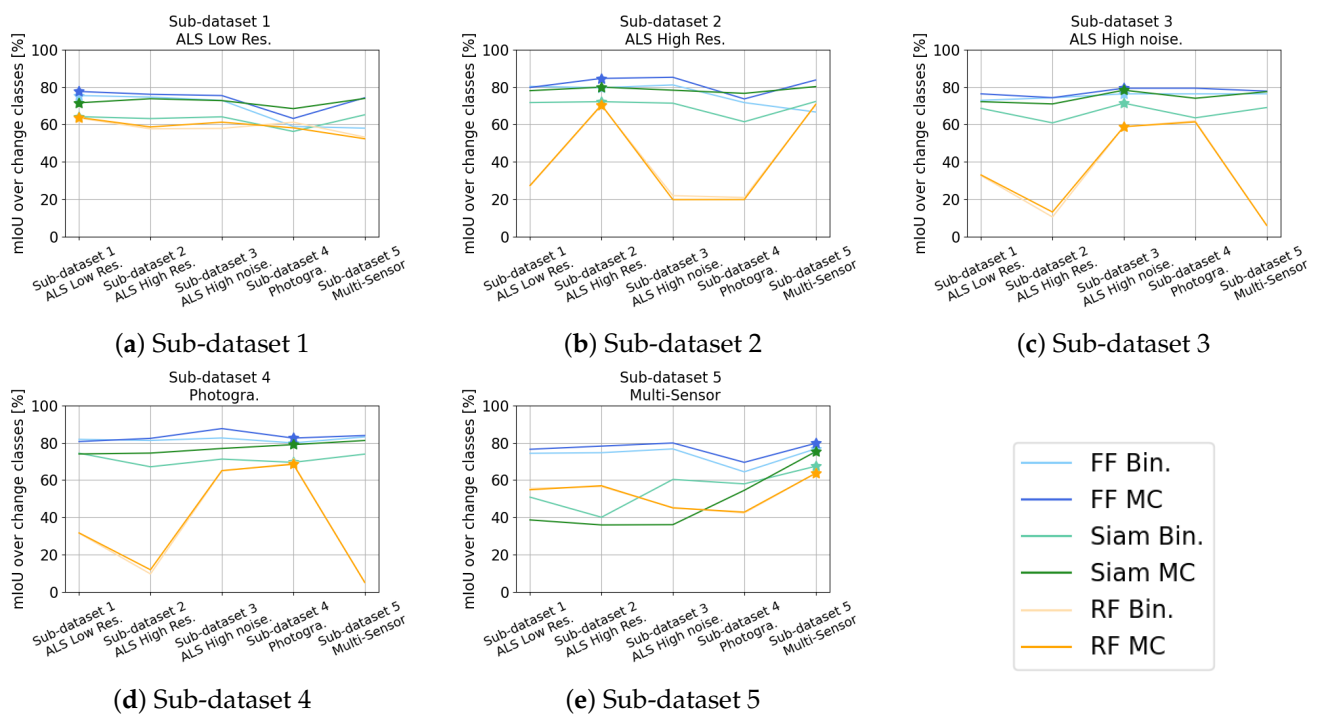 Sub-dataset 1
ALS Low Res.
mIoU over change classes [%]
100
80
60
40
20
0
Sub-dataset 1
ALS Low Res.
Sub-dataset 2
ALS High Res.
Sub-dataset 3
ALS High noise.
Sub-dataset 4
Photogra.
Sub-dataset 5
Multi-Sensor
(a) Sub-dataset 1
Sub-dataset 2
ALS High Res.
mIoU over change classes [%]
100
80
60
40
20
0
Sub-dataset 1
ALS Low Res.
Sub-dataset 2
ALS High Res.
Sub-dataset 3
ALS High noise.
Sub-dataset 4
Photogra.
Sub-dataset 5
Multi-Sensor
(b) Sub-dataset 2
Sub-dataset 3
ALS High noise.
mIoU over change classes [%]
100
80
60
40
20
0
Sub-dataset 1
ALS Low Res.
Sub-dataset 2
ALS High Res.
Sub-dataset 3
ALS High noise.
Sub-dataset 4
Photogra.
Sub-dataset 5
Multi-Sensor
(c) Sub-dataset 3
Sub-dataset 4
Photogra.
mIoU over change classes [%]
100
80
60
40
20
0
Sub-dataset 1
ALS Low Res.
Sub-dataset 2
ALS High Res.
Sub-dataset 3
ALS High noise.
Sub-dataset 4
Photogra.
Sub-dataset 5
Multi-Sensor
(d) Sub-dataset 4
Sub-dataset 5
Multi-Sensor
mIoU over change classes [%]
100
80
60
40
20
0
Sub-dataset 1
ALS Low Res.
Sub-dataset 2
ALS High Res.
Sub-dataset 3
ALS High noise.
Sub-dataset 4
Photogra.
Sub-dataset 5
Multi-Sensor
(e) Sub-dataset 5
FF Bin.
FF MC
Siam Bin.
Siam MC
RF Bin.
RF MC